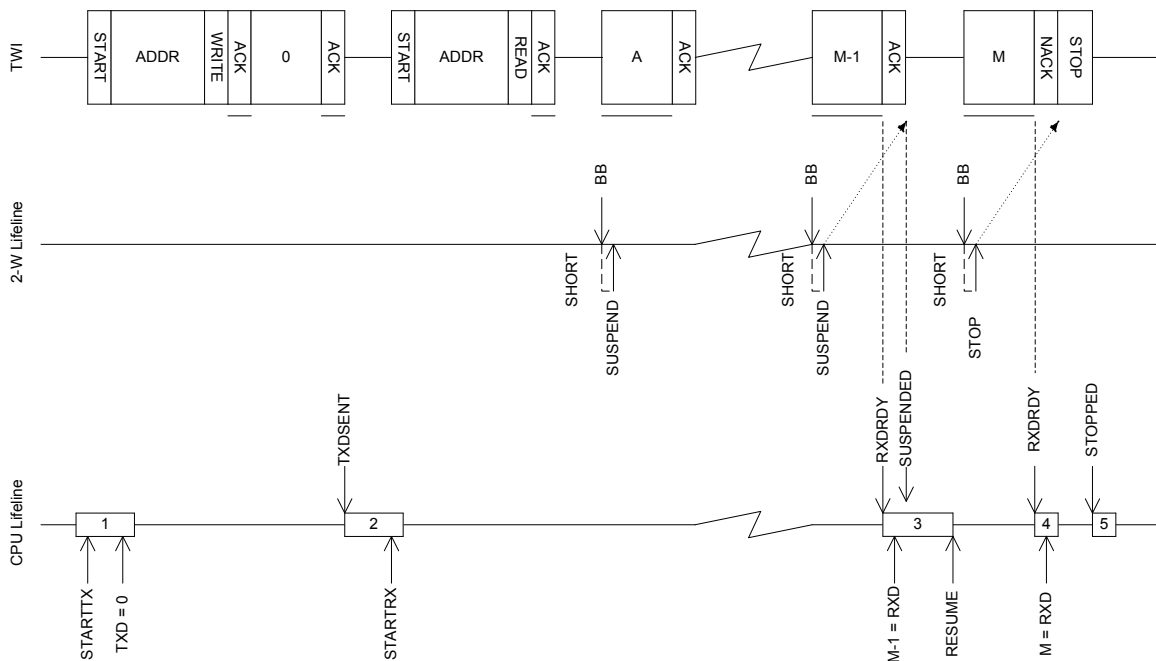 TWI
START
ADDR
WRITE
ACK
0
ACK
START
ADDR
READ
ACK
A
ACK
M-1
ACK
M
NACK
STOP
2-W Lifeline
BB
SHORT
SUSPEND
BB
SHORT
SUSPEND
BB
SHORT
STOP
CPU Lifeline
1
STARTTX
TXD = 0
TXDSENT
2
STARTRX
RXDRDY
SUSPENDED
3
M-1 = RXD
RESUME
RXDRDY
4
M = RXD
STOPPED
5